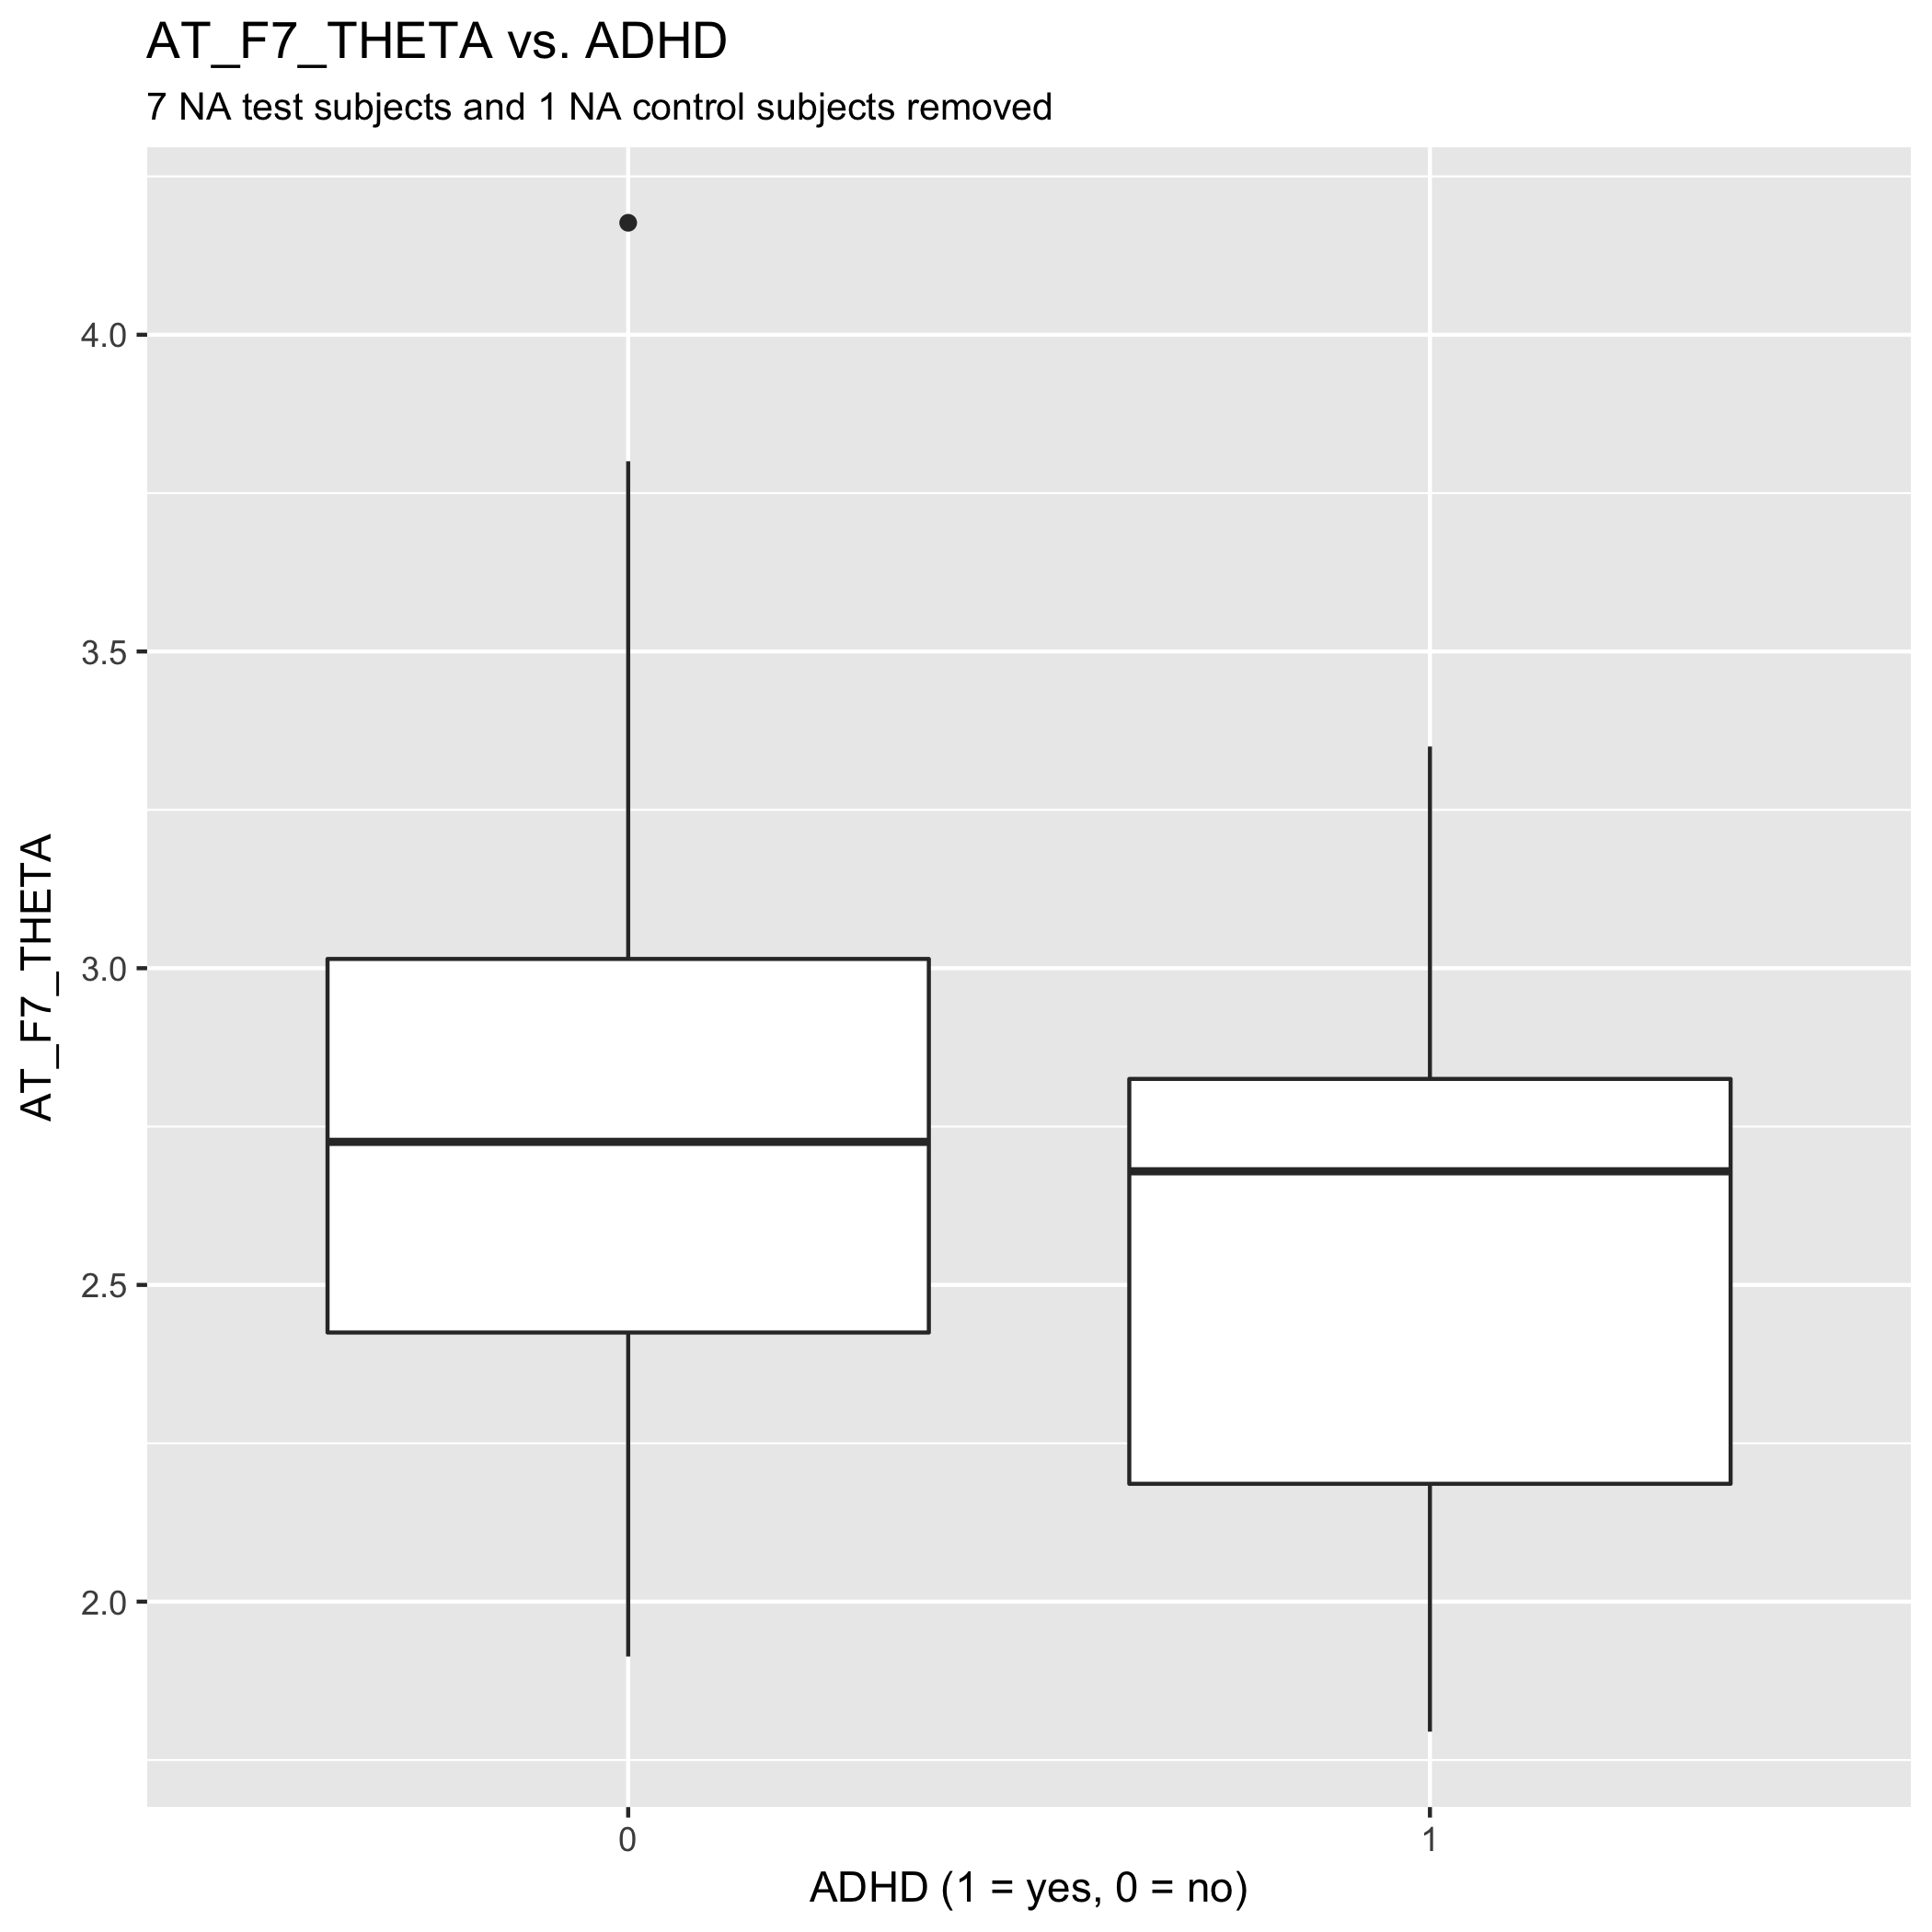 AT_F7_THETA vs. ADHD
7 NA test subjects and 1 NA control subjects removed
AT_F7_THETA
4.0
3.5
3.0
2.5
2.0
0
1
ADHD (1 = yes, 0 = no)